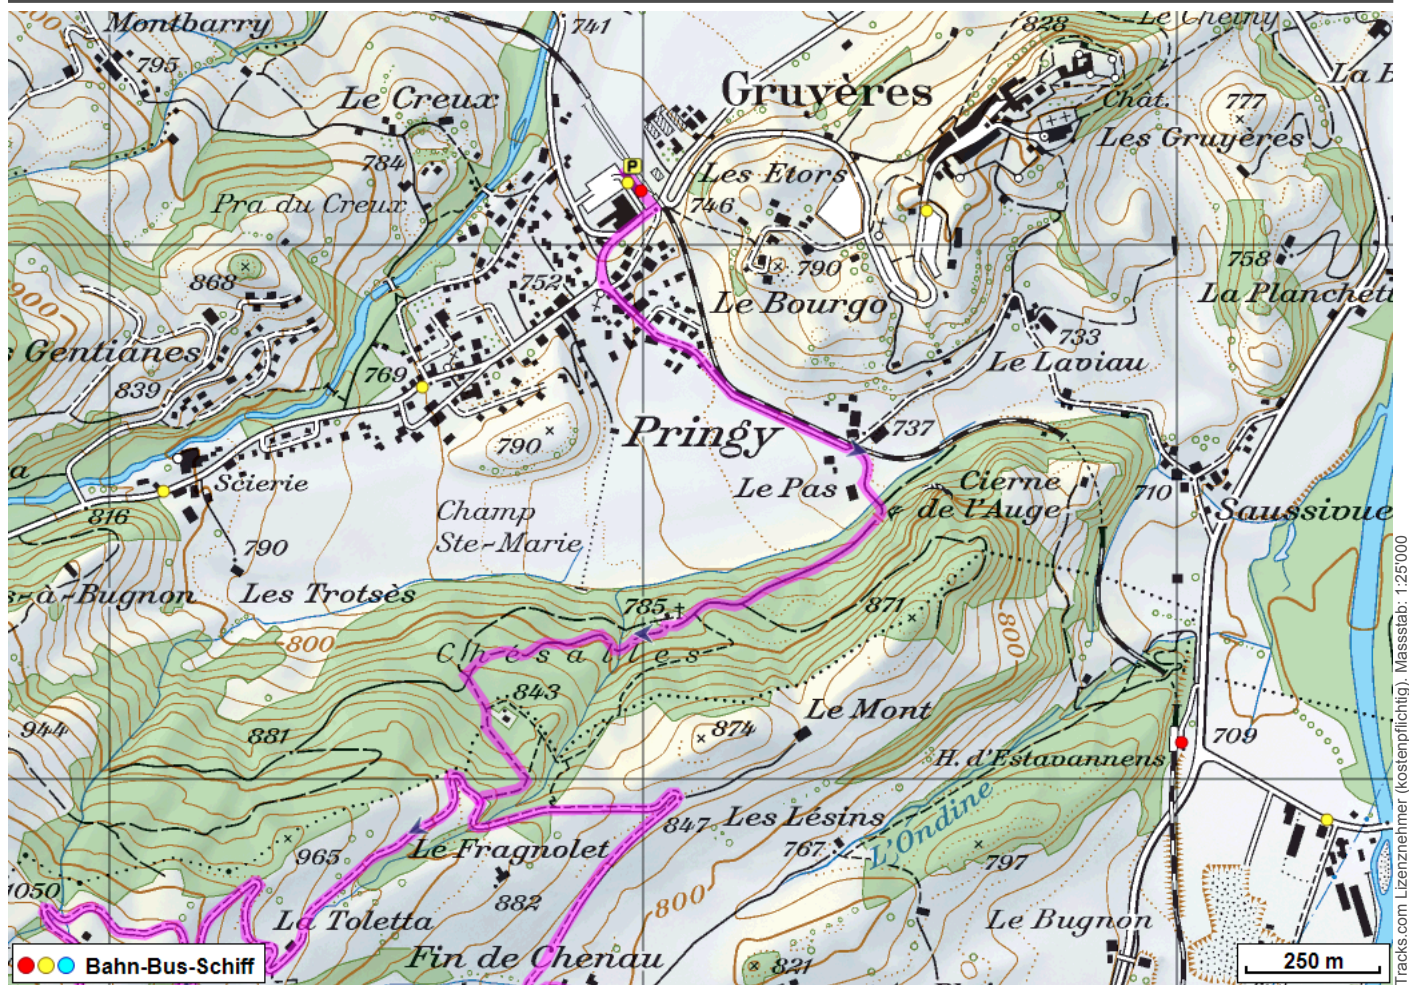 Montbarry
741
828
Le Cheiny
795
Le Creux
Gruyères
Chât.
777
Les Gruyères
784
Les Etors
Pra du Creux
746
P
868
752
790
758
900
Le Bourgo
La Planchett
733
s Gentianes
Le Laviau
769
839
790
Pringy
737
a
Scierie
Le Pas
Cierne
de l'Auge
710
Saussivue
816
Champ
Ste-Marie
790
s-à-Bugnon
Les Trotsès
785
871
800
800
Chésalles
843
944
881
874
Le Mont
709
H. d'Estavannens
847
Les Lésins
L'Ondine
767
965
Le Fragnolet
797
1050
882
800
La Toletta
Le Bugnon
Fin de Chenau
821
Bahn-Bus-Schiff
250 m
Tracks.com Lizenznehmer (kostenpflichtig). Massstab: 1:25'000